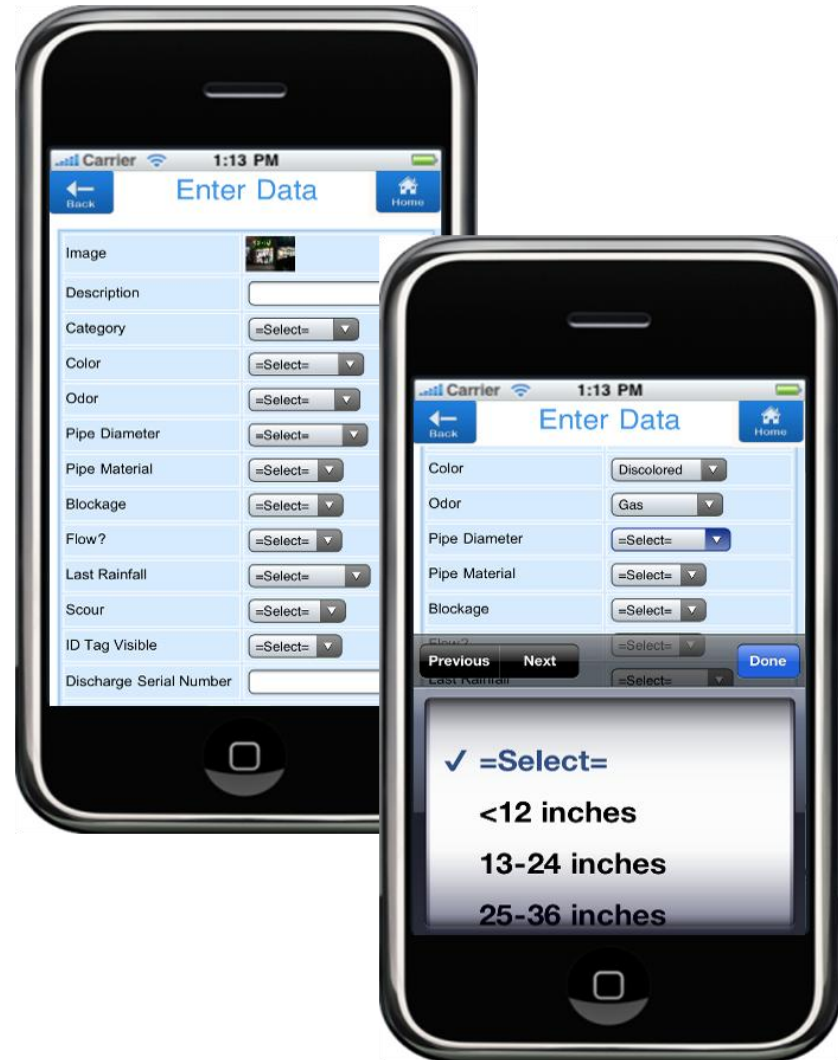 Carrier 1:13 PM
Back Enter Data Home
Image
Description
Category =Select=
Color =Select=
Odor =Select=
Pipe Diameter =Select=
Pipe Material =Select=
Blockage =Select=
Flow? =Select=
Last Rainfall =Select=
Scour =Select=
ID Tag Visible =Select=
Discharge Serial Number
Carrier 1:13 PM
Back Enter Data Home
Color Discolored
Odor Gas
Pipe Diameter =Select=
Pipe Material =Select=
Blockage =Select=
Flow? =Select=
Previous Next Done
Last Rainfall =Select=
✓ =Select=
<12 inches
13-24 inches
25-36 inches